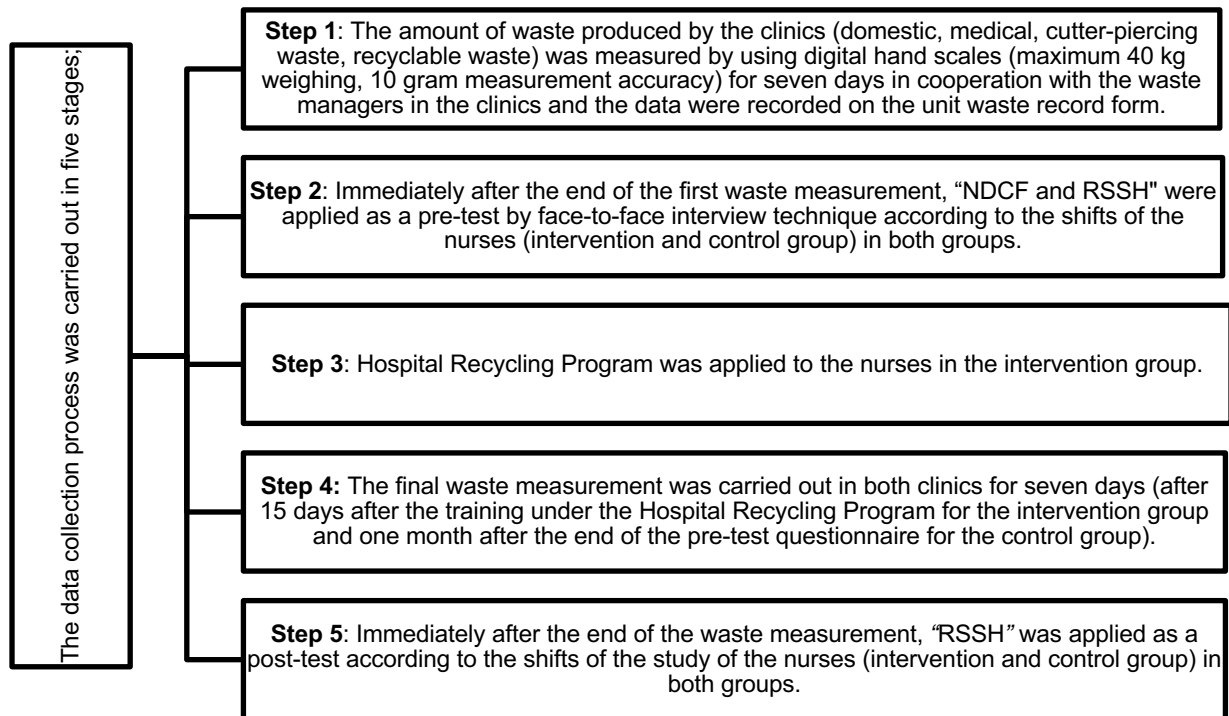 The data collection process was carried out in five stages;
Step 1: The amount of waste produced by the clinics (domestic, medical, cutter-piercing
waste, recyclable waste) was measured by using digital hand scales (maximum 40 kg
weighing, 10 gram measurement accuracy) for seven days in cooperation with the waste
managers in the clinics and the data were recorded on the unit waste record form.
Step 2: Immediately after the end of the first waste measurement, “NDCF and RSSH" were
applied as a pre-test by face-to-face interview technique according to the shifts of the
nurses (intervention and control group) in both groups.
Step 3: Hospital Recycling Program was applied to the nurses in the intervention group.
Step 4: The final waste measurement was carried out in both clinics for seven days (after
15 days after the training under the Hospital Recycling Program for the intervention group
and one month after the end of the pre-test questionnaire for the control group).
Step 5: Immediately after the end of the waste measurement, “RSSH” was applied as a
post-test according to the shifts of the study of the nurses (intervention and control group) in
both groups.